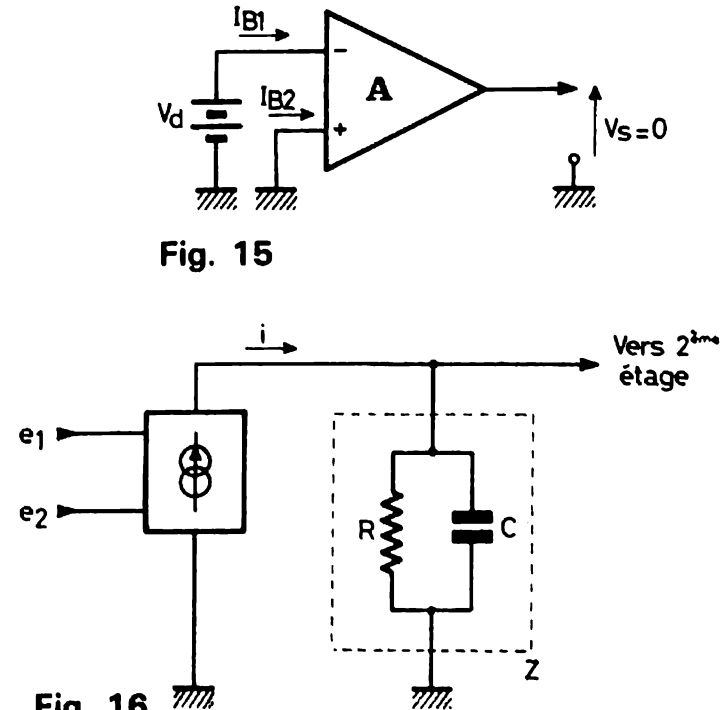 IB1
−
Vd
IB2
A
+
Vs=0
Fig. 15
i
Vers 2ème
étage
e1
e2
R
C
Z
Fig. 16